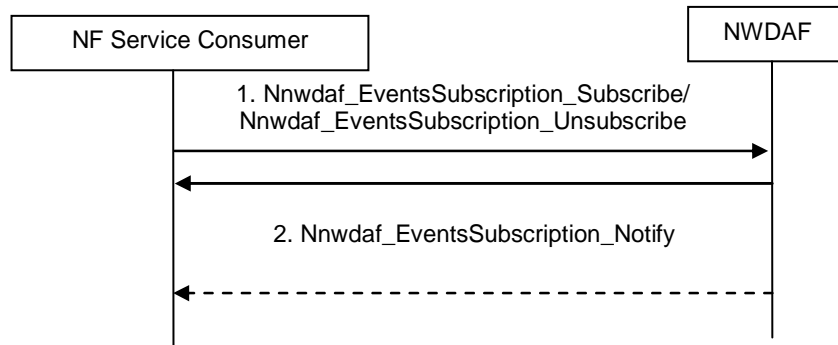 NF Service Consumer
NWDAF
1. Nnwdaf_EventsSubscription_Subscribe/
Nnwdaf_EventsSubscription_Unsubscribe
2. Nnwdaf_EventsSubscription_Notify